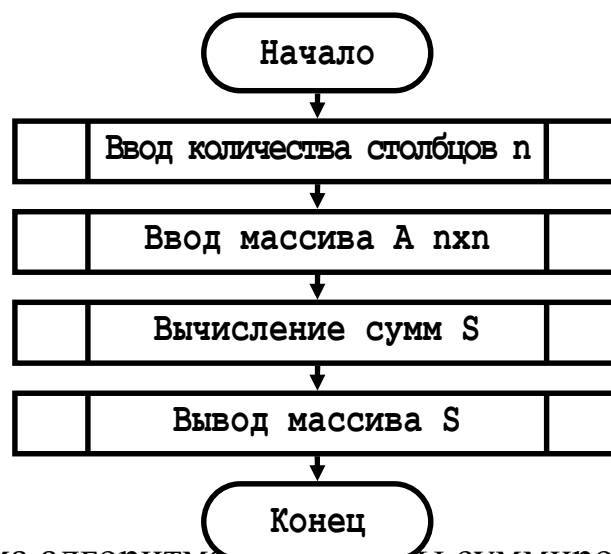 Начало
Ввод количества столбцов n
Ввод массива A nxn
Вычисление сумм S
Вывод массива S
Конец